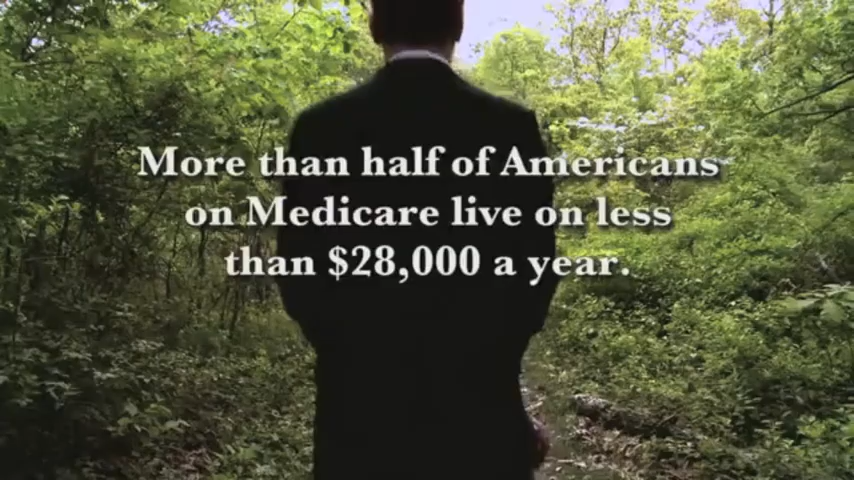 More than half of Americans
on Medicare live on less
than $28,000 a year.